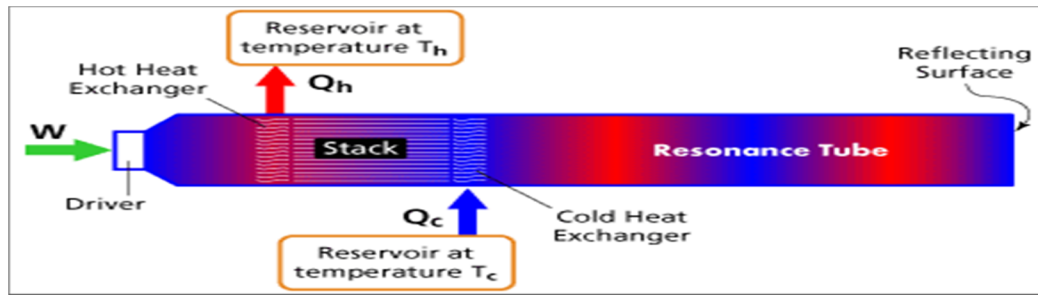 Reservoir at
temperature Th
Hot Heat
Exchanger
Qh
Reflecting
Surface
W
Stack
Resonance Tube
Driver
Qc
Cold Heat
Exchanger
Reservoir at
temperature Tc